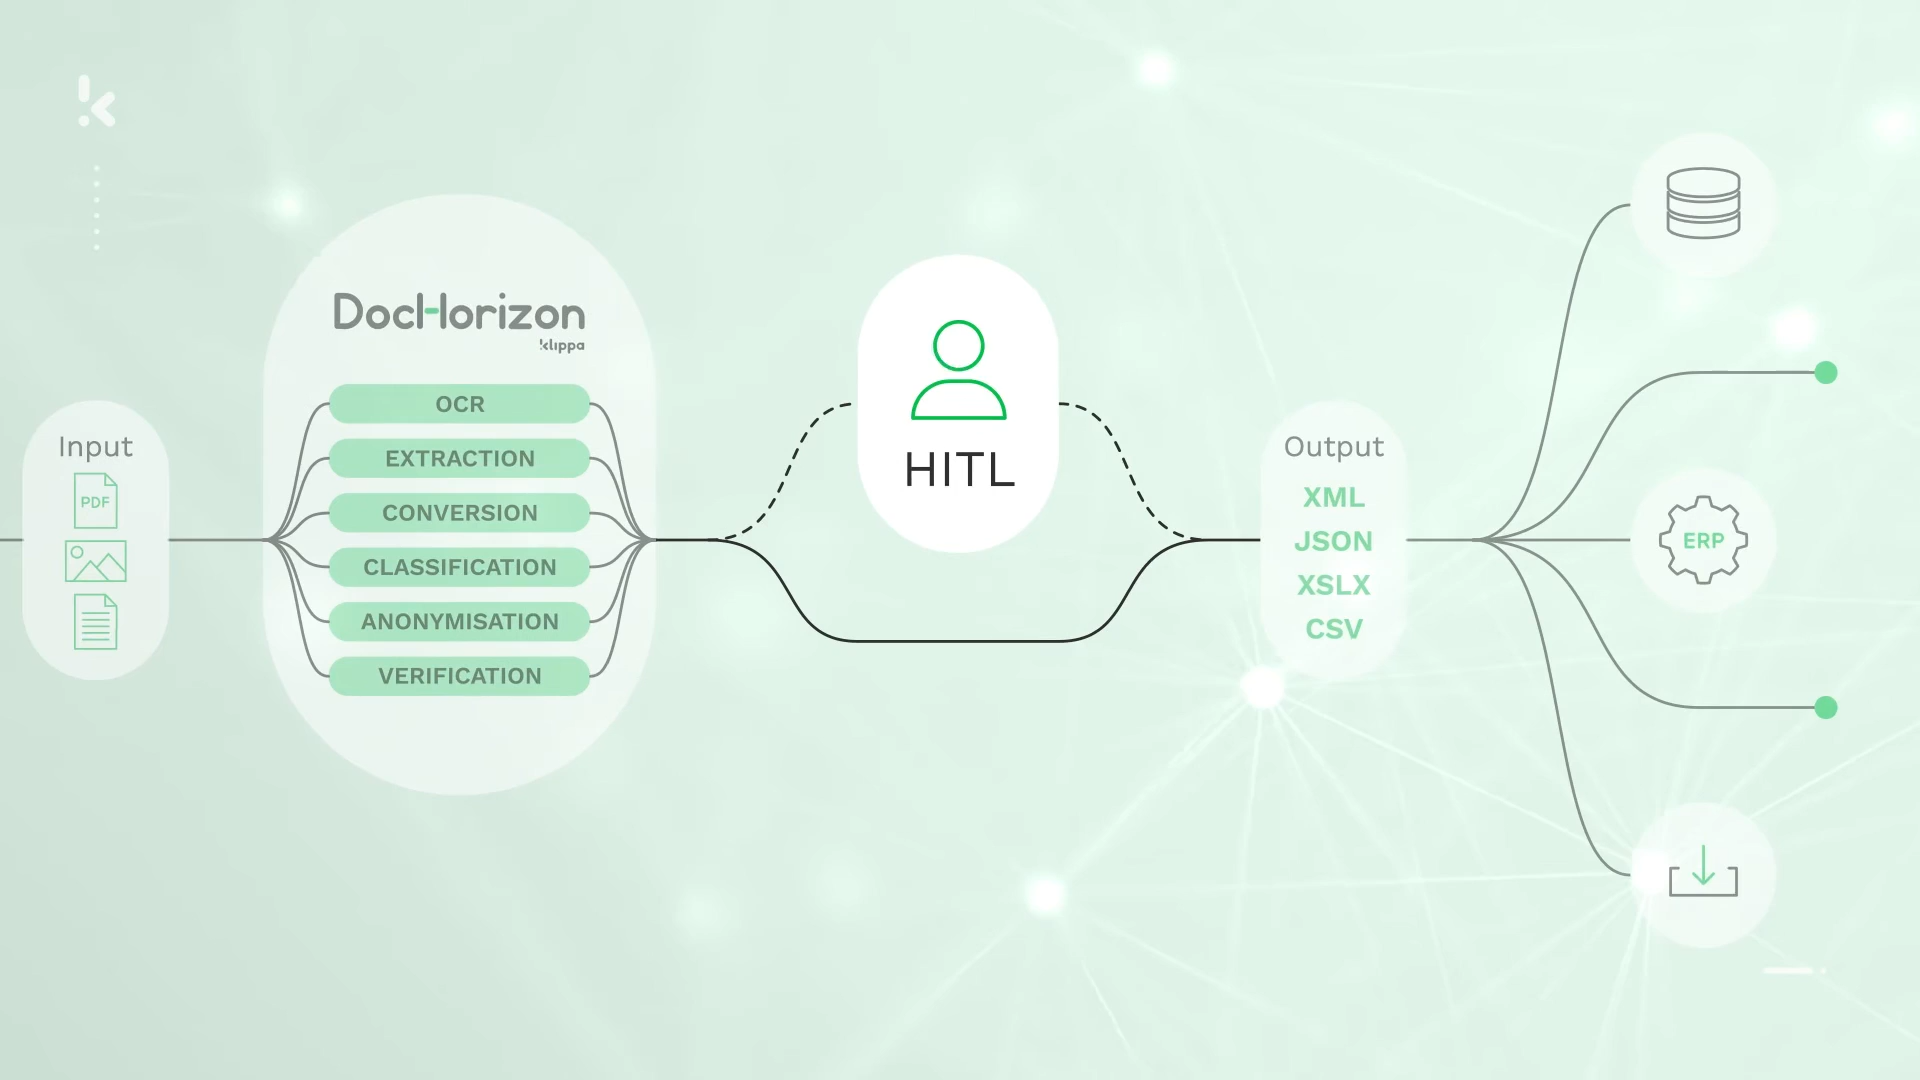 Input
PDF
DocHorizon
klippa
OCR
EXTRACTION
CONVERSION
CLASSIFICATION
ANONYMISATION
VERIFICATION
HITL
Output
XML
JSON
XSLX
CSV
ERP